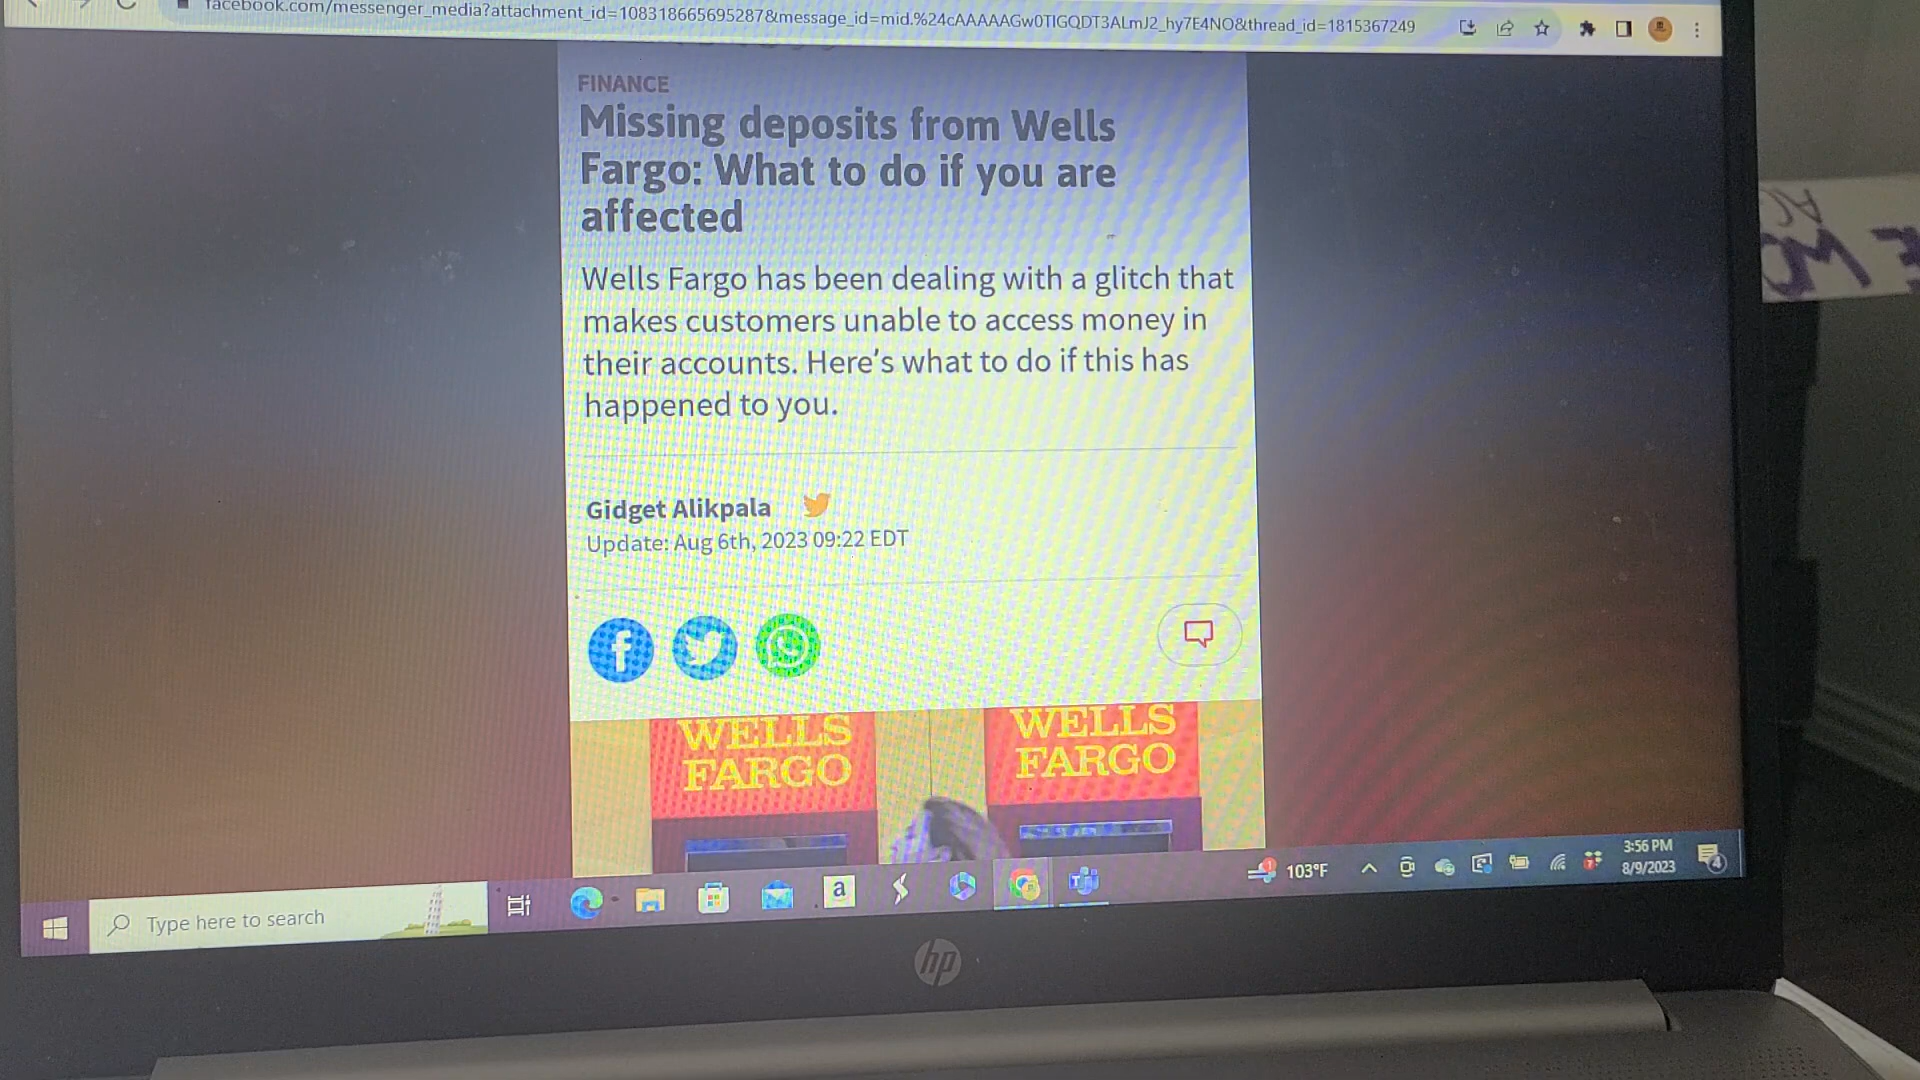 facebook.com/messenger_media?attachment_id=108318665695287&message_id=mid.%24cAAAAAGw0TIGQDT3ALmJ2_hy7E4NO&thread_id=1815367249
FINANCE
Missing deposits from Wells
Fargo: What to do if you are
affected
Wells Fargo has been dealing with a glitch that
makes customers unable to access money in
their accounts. Here's what to do if this has
happened to you.
Gidget Alikpala
Update: Aug 6th, 2023 09:22 EDT
WELLS
FARGO
WELLS
FARGO
Type here to search
a
103°F
3:56 PM
8/9/2023
4
hp